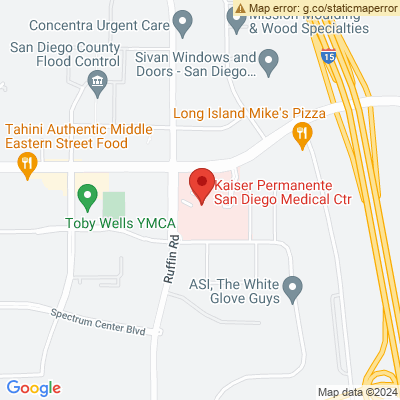 Map error: g.co/staticmaperror
Concentra Urgent Care
Mission Moulding
& Wood Specialties
San Diego County
Flood Control
Sivan Windows and
Doors - San Diego...
15
Long Island Mike's Pizza
Tahini Authentic Middle
Eastern Street Food
Kaiser Permanente
San Diego Medical Ctr
Toby Wells YMCA
Ruffin Rd
ASI, The White
Glove Guys
Spectrum Center Blvd
Google
Map data ©2024